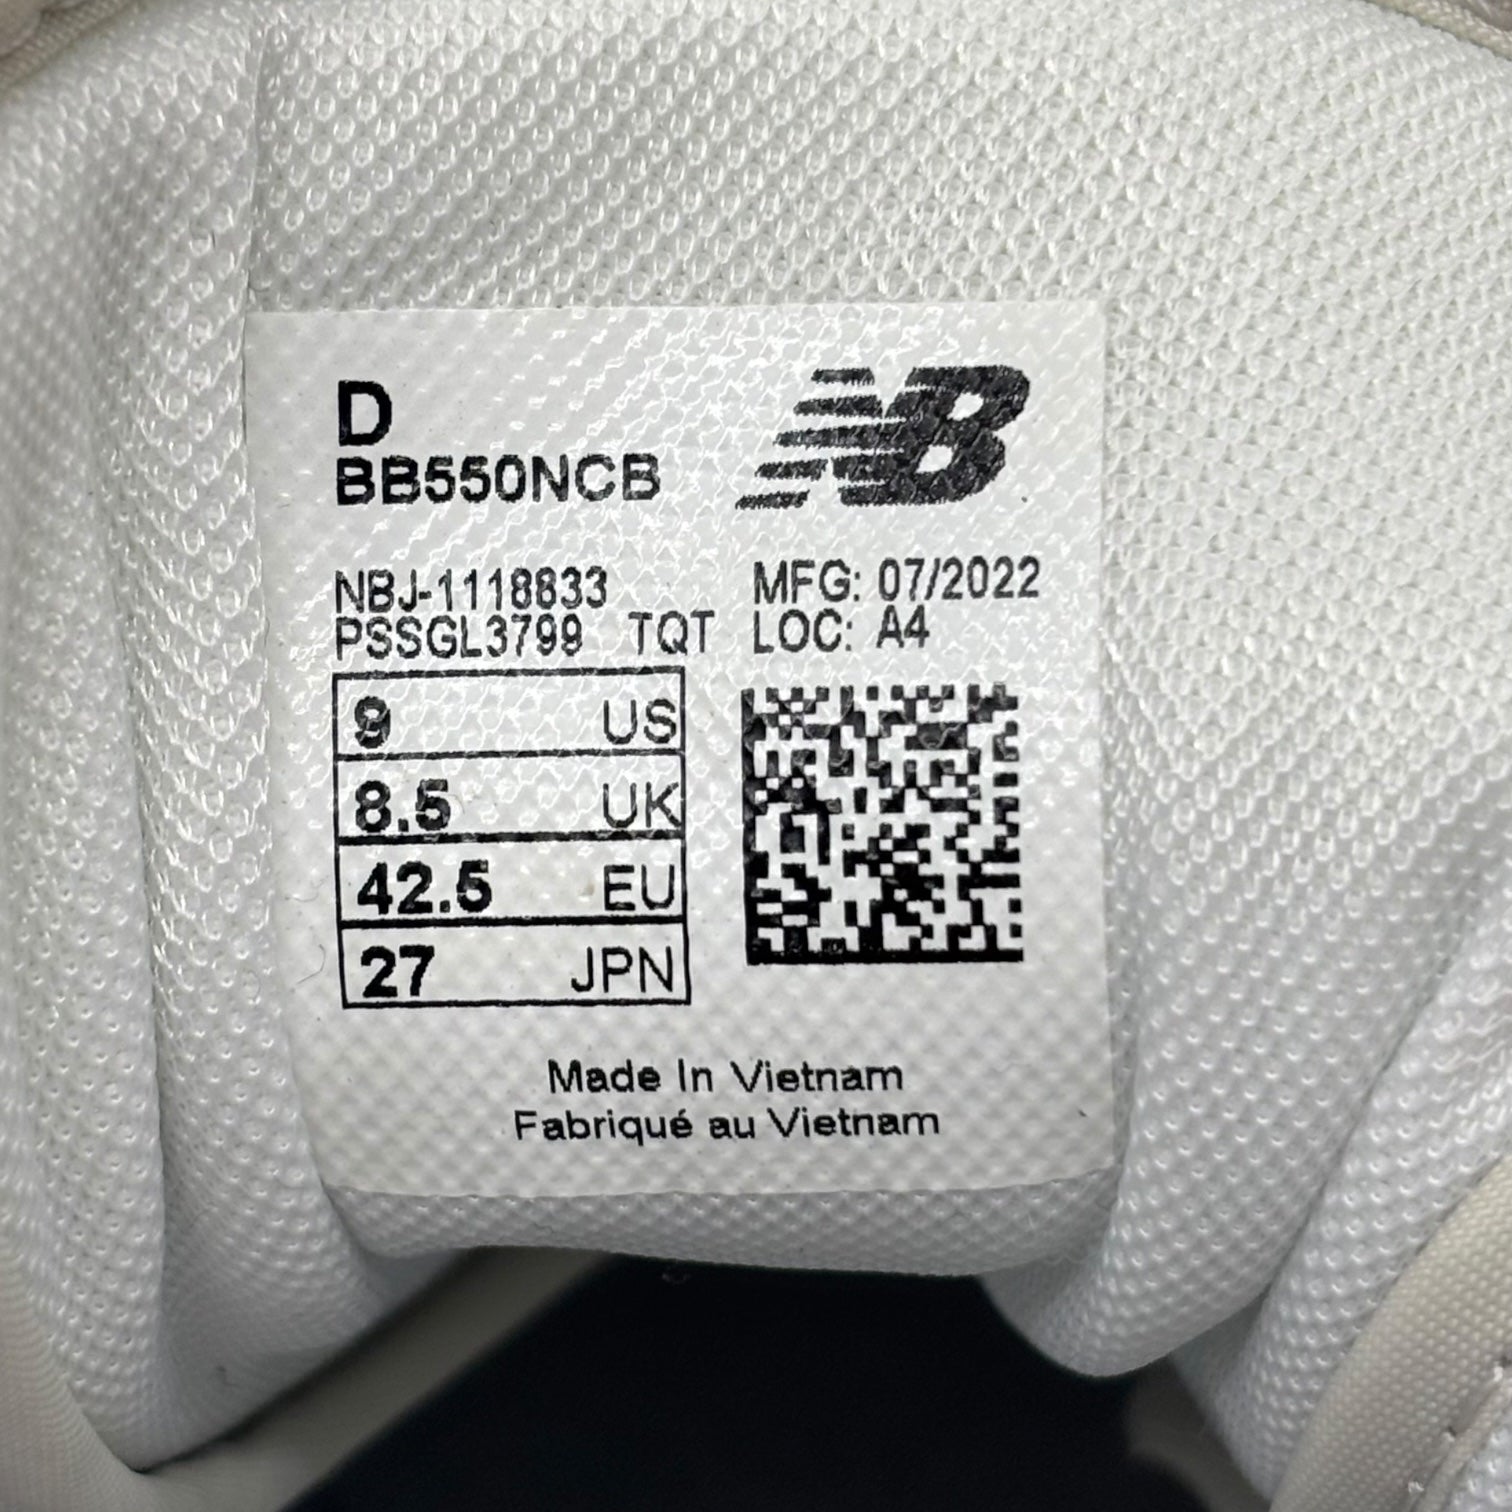 D
NB
BB550NCB
NBJ-1118833
MFG: 07/2022
PSSGL3799 TQT
LOC: A4
9 US
8.5 UK
42.5 EU
27 JPN
Made In Vietnam
Fabriqué au Vietnam